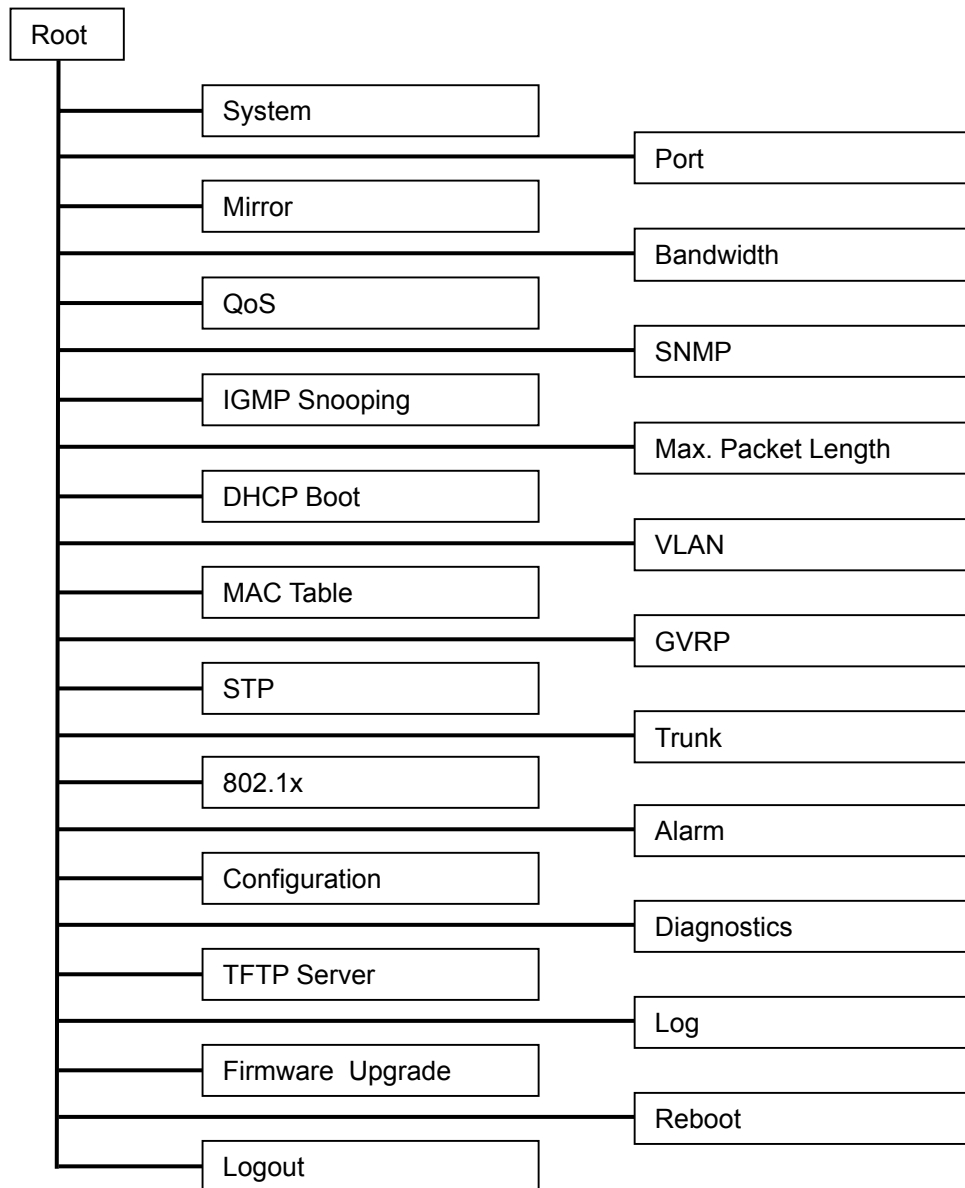 Root
System
Port
Mirror
Bandwidth
QoS
SNMP
IGMP Snooping
Max. Packet Length
DHCP Boot
VLAN
MAC Table
GVRP
STP
Trunk
802.1x
Alarm
Configuration
Diagnostics
TFTP Server
Log
Firmware  Upgrade
Reboot
Logout